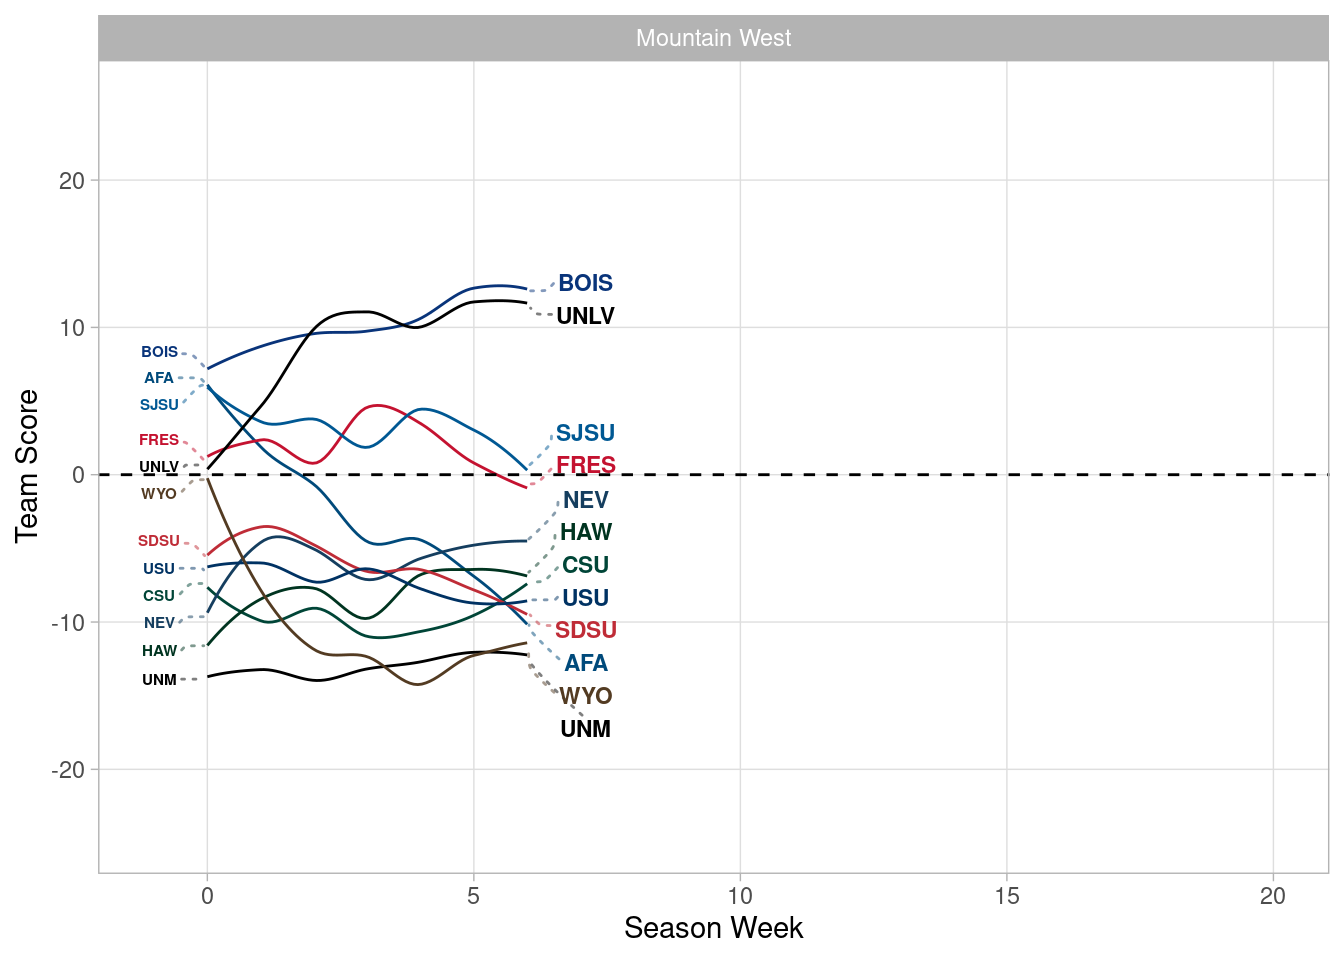 Mountain West
Team Score
20
10
0
-10
-20
BOIS
AFA
SJSU
FRES
UNLV
WYO
SDSU
USU
CSU
NEV
HAW
UNM
BOIS
UNLV
SJSU
FRES
NEV
HAW
CSU
USU
SDSU
AFA
WYO
UNM
0 5 10 15 20
Season Week